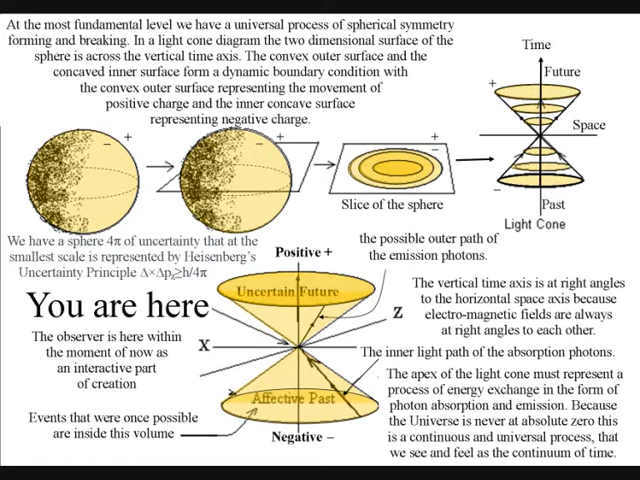 At the most fundamental level we have a universal process of spherical symmetry
forming and breaking. In a light cone diagram the two dimensional surface of the
sphere is across the vertical time axis. The convex outer surface and the
concaved inner surface form a dynamic boundary condition with
the convex outer surface representing the movement of
positive charge and the inner concave surface
representing negative charge.
Time
Future
+
Space
−
Past
Light Cone
− +
− +
+
−
Slice of the sphere
We have a sphere 4π of uncertainty that at the
smallest scale is represented by Heisenberg's
Uncertainty Principle Δ×Δpₓ≥h/4π
the possible outer path of
the emission photons.
Positive +
Uncertain Future
You are here
The vertical time axis is at right angles
to the horizontal space axis because
electro-magnetic fields are always
at right angles to each other.
Z
X
The observer is here within
the moment of now as
an interactive part
of creation
The inner light path of the absorption photons.
The apex of the light cone must represent a
process of energy exchange in the form of
photon absorption and emission. Because
the Universe is never at absolute zero this
is a continuous and universal process, that
we see and feel as the continuum of time.
Affective Past
Events that were once possible
are inside this volume
Negative −